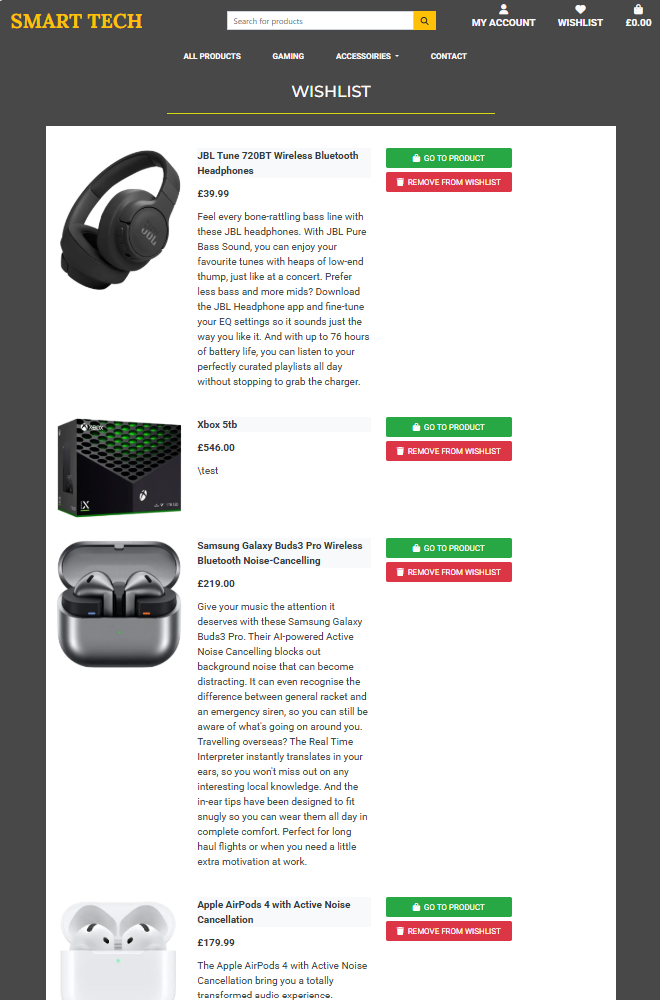 SMART TECH
Search for products
MY ACCOUNT
WISHLIST
£0.00
ALL PRODUCTS
GAMING
ACCESSOIRIES
CONTACT
WISHLIST
JBL Tune 720BT Wireless Bluetooth
Headphones
£39.99
Feel every bone-rattling bass line with
these JBL headphones. With JBL Pure
Bass Sound, you can enjoy your
favourite tunes with heaps of low-end
thump, just like at a concert. Prefer
less bass and more mids? Download
the JBL Headphone app and fine-tune
your EQ settings so it sounds just the
way you like it. And with up to 76 hours
of battery life, you can listen to your
perfectly curated playlists all day
without stopping to grab the charger.
GO TO PRODUCT
REMOVE FROM WISHLIST
JBL
XBOX
X
Xbox 5tb
£546.00
\test
GO TO PRODUCT
REMOVE FROM WISHLIST
Samsung Galaxy Buds3 Pro Wireless
Bluetooth Noise-Cancelling
£219.00
Give your music the attention it
deserves with these Samsung Galaxy
Buds3 Pro. Their AI-powered Active
Noise Cancelling blocks out
background noise that can become
distracting. It can even recognise the
difference between general racket and
an emergency siren, so you can still be
aware of what's going on around you.
Travelling overseas? The Real Time
Interpreter instantly translates in your
ears, so you won't miss out on any
interesting local knowledge. And the
in-ear tips have been designed to fit
snugly so you can wear them all day in
complete comfort. Perfect for long
haul flights or when you need a little
extra motivation at work.
GO TO PRODUCT
REMOVE FROM WISHLIST
Apple AirPods 4 with Active Noise
Cancellation
£179.99
The Apple AirPods 4 with Active Noise
Cancellation bring you a totally
transformed audio experience.
GO TO PRODUCT
REMOVE FROM WISHLIST